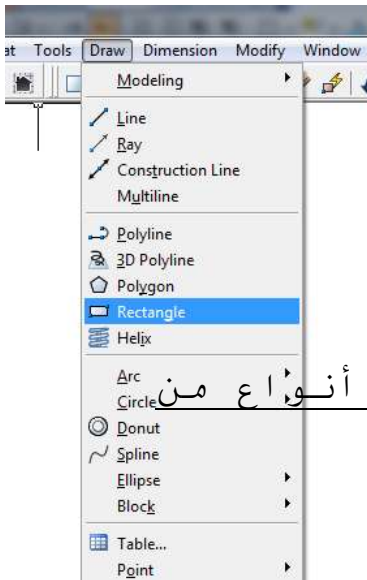 at Tools Draw Dimension Modify Window
Modeling
Line
Ray
Construction Line
Multiline
Polyline
3D Polyline
Polygon
Rectangle
Helix
Arc
أنواع من
Circle
Donut
Spline
Ellipse
Block
Table...
Point